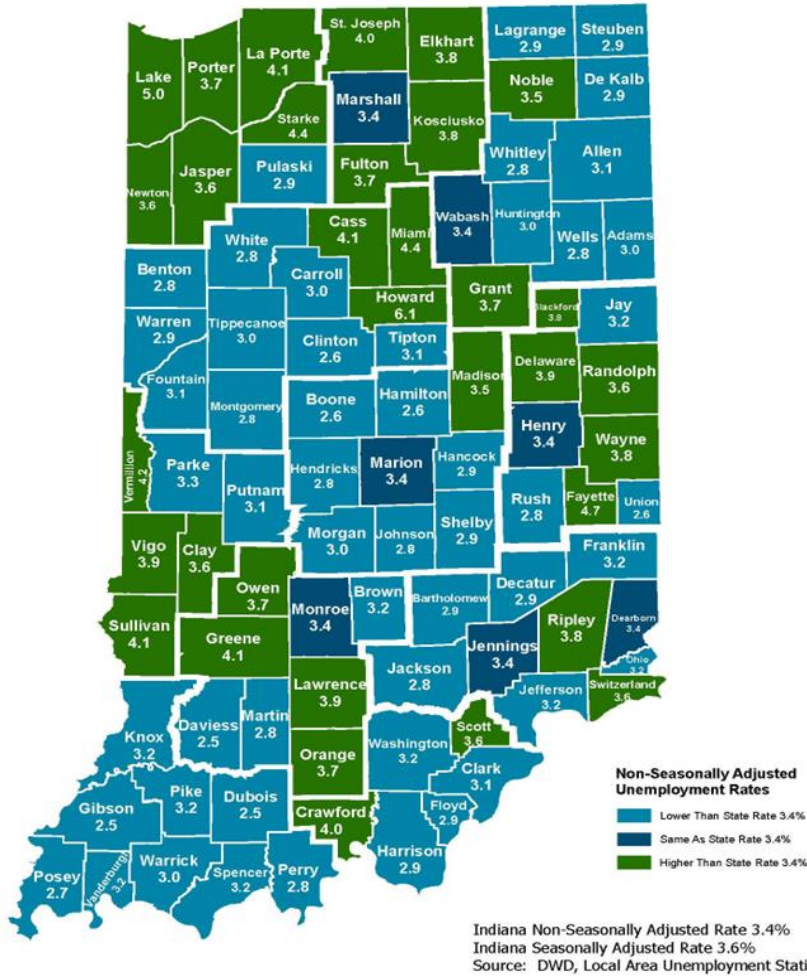 St. Joseph
4.0
Elkhart
3.8
Lagrange
2.9
Steuben
2.9
Lake
5.0
Porter
3.7
La Porte
4.1
Noble
3.5
De Kalb
2.9
Marshall
3.4
Starke
4.4
Kosciusko
3.8
Whitley
2.8
Allen
3.1
Newton
3.6
Jasper
3.6
Pulaski
2.9
Fulton
3.7
Wabash
3.4
Huntington
3.0
Wells
2.8
Adams
3.0
White
2.8
Cass
4.1
Miami
4.4
Benton
2.8
Carroll
3.0
Grant
3.7
Blackford
3.8
Jay
3.2
Howard
6.1
Warren
2.9
Tippecanoe
3.0
Clinton
2.6
Tipton
3.1
Madison
3.5
Delaware
3.9
Randolph
3.6
Fountain
3.1
Montgomery
2.8
Boone
2.6
Hamilton
2.6
Henry
3.4
Wayne
3.8
Vermillion
4.2
Parke
3.3
Putnam
3.1
Hendricks
2.8
Marion
3.4
Hancock
2.9
Rush
2.8
Fayette
4.7
Union
2.6
Vigo
3.9
Clay
3.6
Morgan
3.0
Johnson
2.8
Shelby
2.9
Franklin
3.2
Owen
3.7
Monroe
3.4
Brown
3.2
Bartholomew
2.9
Decatur
2.9
Sullivan
4.1
Greene
4.1
Ripley
3.8
Dearborn
3.4
Jennings
3.4
Ohio
3.2
Jackson
2.8
Lawrence
3.9
Jefferson
3.2
Switzerland
3.6
Knox
3.2
Daviess
2.5
Martin
2.8
Scott
3.6
Washington
3.2
Orange
3.7
Clark
3.1
Gibson
2.5
Pike
3.2
Dubois
2.5
Crawford
4.0
Floyd
2.9
Harrison
2.9
Posey
2.7
Vanderburgh
3.2
Warrick
3.0
Spencer
3.2
Perry
2.8
Non-Seasonally Adjusted
Unemployment Rates
Lower Than State Rate 3.4%
Same As State Rate 3.4%
Higher Than State Rate 3.4%
Indiana Non-Seasonally Adjusted Rate 3.4%
Indiana Seasonally Adjusted Rate 3.6%
Source: DWD, Local Area Unemployment Stati